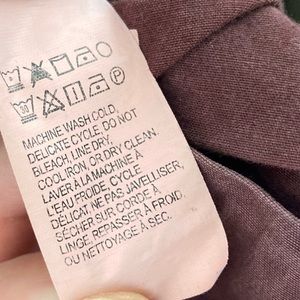 MACHINE WASH COLD,
DELICATE CYCLE. DO NOT
BLEACH, LINE DRY,
COOL IRON OR DRY CLEAN.
LAVER À LA MACHINE À
L'EAU FROIDE, CYCLE
DÉLICAT, NE PAS JAVELLISER,
SÉCHER SUR CORDE À
LINGE, REPASSER À FROID,
OU NETTOYAGE À SEC.